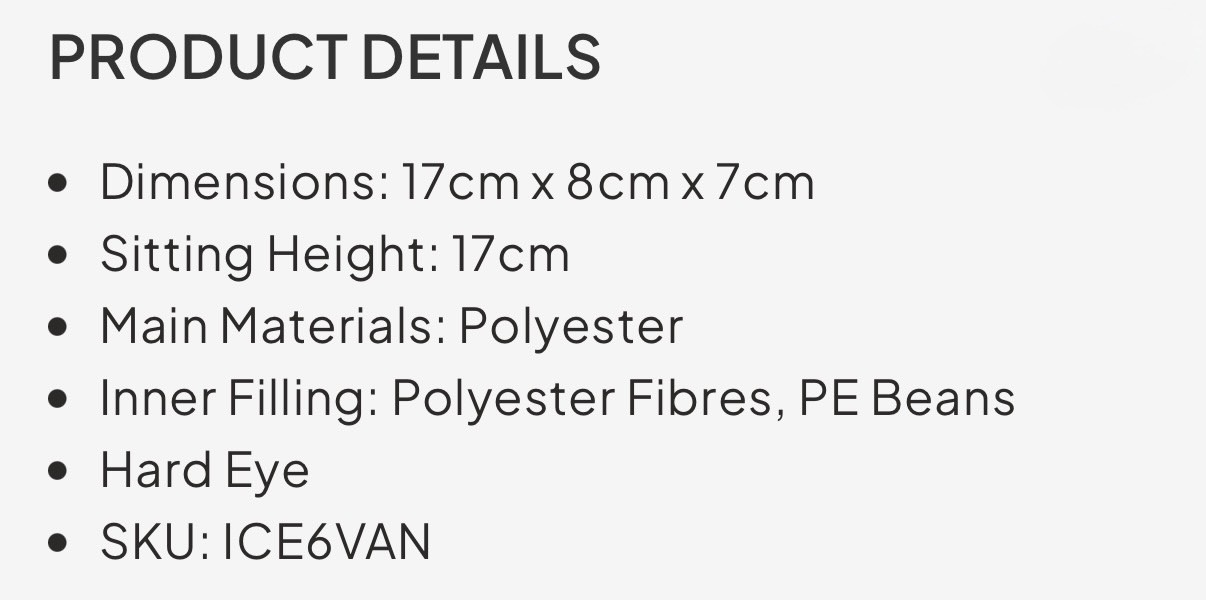 PRODUCT DETAILS
• Dimensions: 17cm x 8cm x 7cm
• Sitting Height: 17cm
• Main Materials: Polyester
• Inner Filling: Polyester Fibres, PE Beans
• Hard Eye
• SKU: ICE6VAN